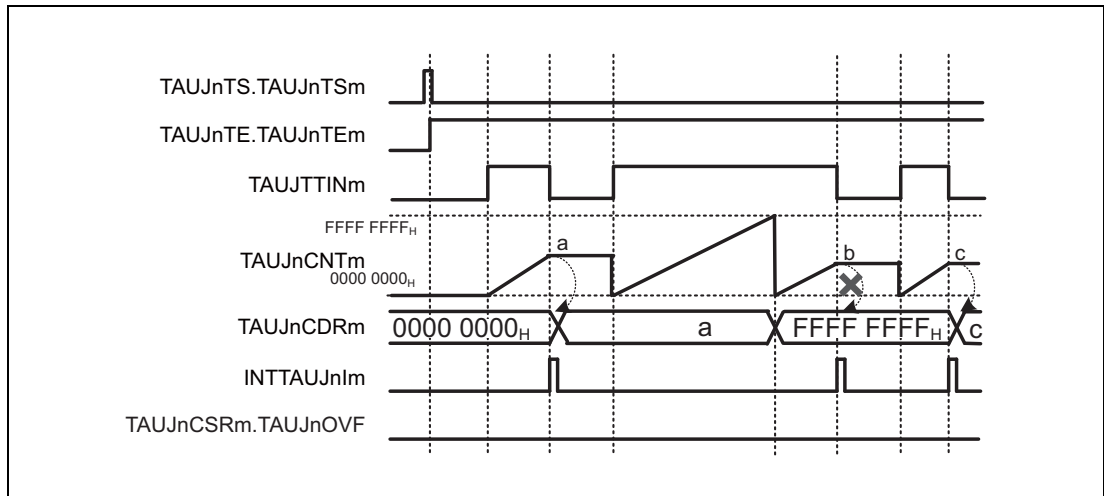 TAUJnTS.TAUJnTSm
TAUJnTE.TAUJnTEm
TAUJTTINm
FFFF FFFFH
TAUJnCNTm
0000 0000H
a
b
c
TAUJnCDRm
0000 0000H
a
FFFF FFFFH
c
INTTAUJnIm
TAUJnCSRm.TAUJnOVF